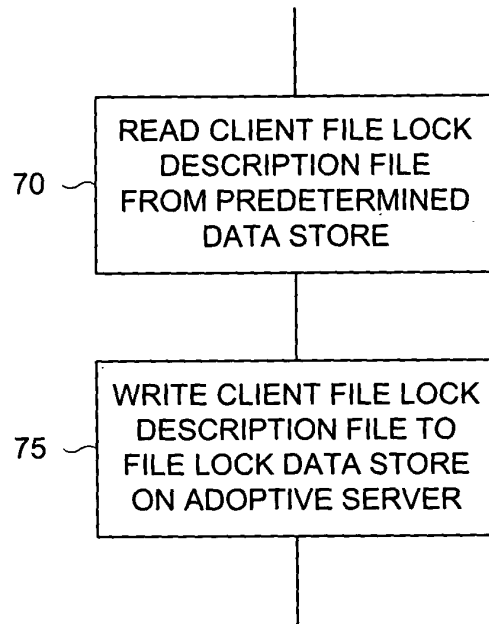 READ CLIENT FILE LOCK
DESCRIPTION FILE
70
FROM PREDETERMINED
DATA STORE
WRITE CLIENT FILE LOCK
DESCRIPTION FILE TO
75
FILE LOCK DATA STORE
ON ADOPTIVE SERVER